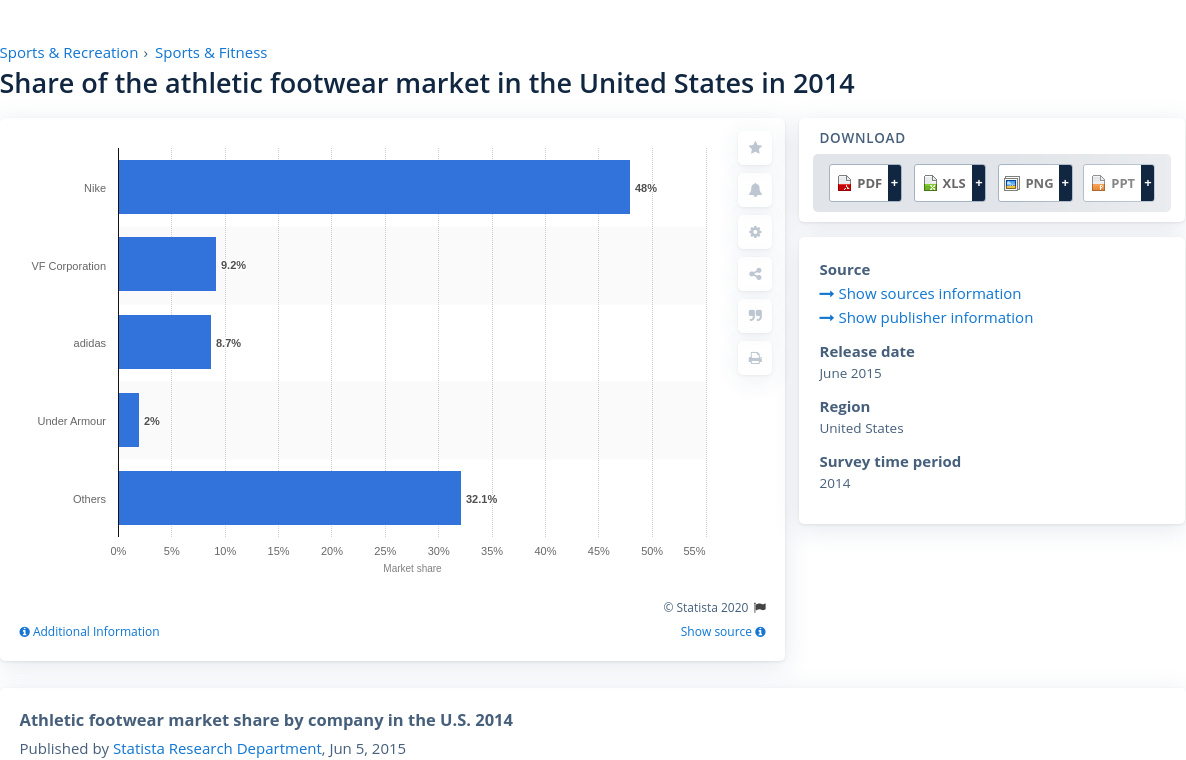 Sports & Recreation › Sports & Fitness
Share of the athletic footwear market in the United States in 2014
Nike
48%
VF Corporation
9.2%
adidas
8.7%
Under Armour
2%
Others
32.1%
0% 5% 10% 15% 20% 25% 30% 35% 40% 45% 50% 55%
Market share
© Statista 2020
Additional Information
Show source
DOWNLOAD
PDF + XLS + PNG + PPT +
Source
Show sources information
Show publisher information
Release date
June 2015
Region
United States
Survey time period
2014
Athletic footwear market share by company in the U.S. 2014
Published by Statista Research Department, Jun 5, 2015